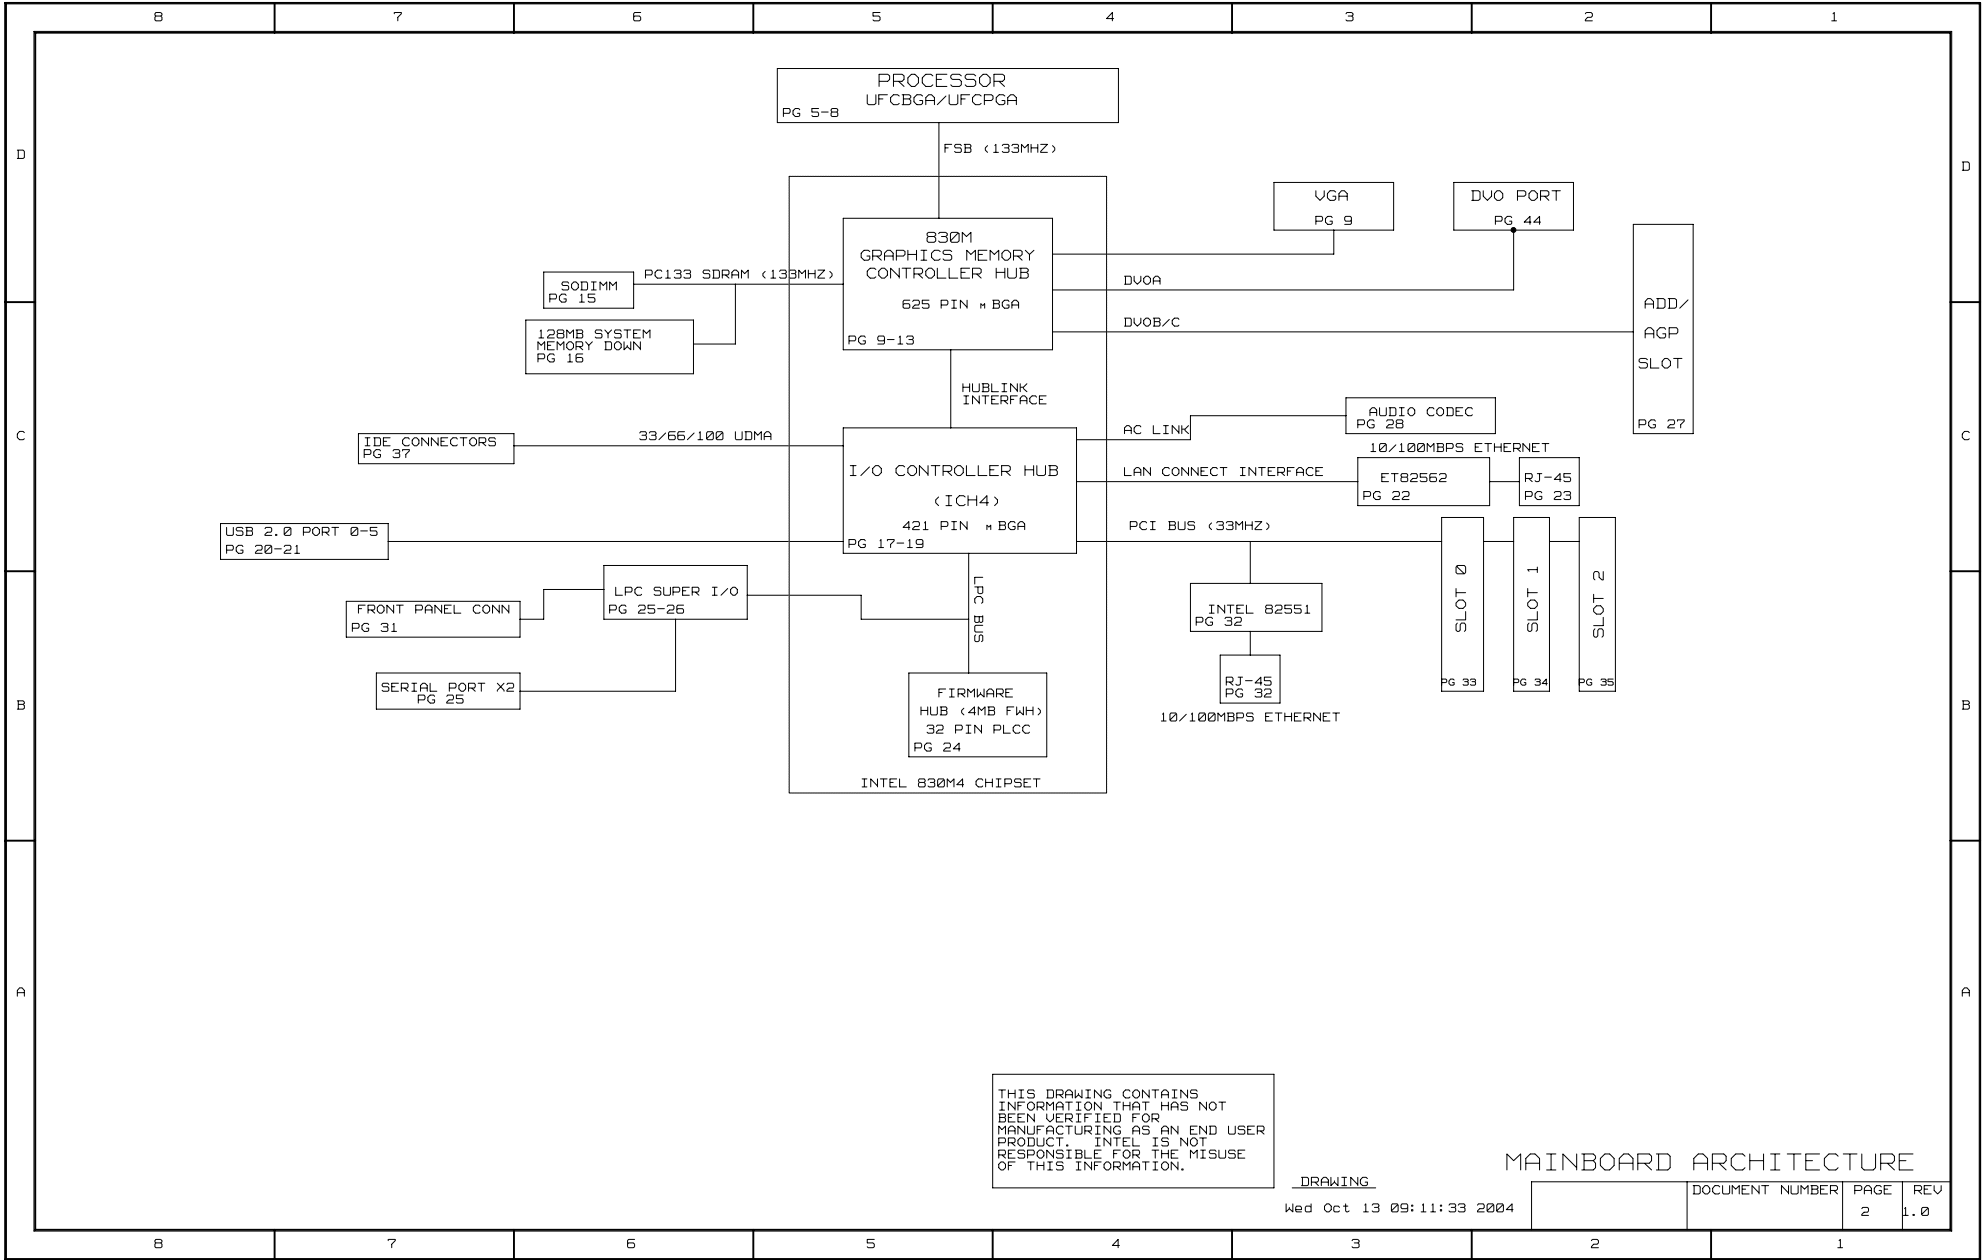 8 7 6 5 4 3 2 1
PROCESSOR
UFCBGA/UFCPGA
PG 5-8
FSB (133MHZ)
D
D
VGA
PG 9
DVO PORT
PG 44
830M
GRAPHICS MEMORY
CONTROLLER HUB
625 PIN MBGA
PG 9-13
PC133 SDRAM (133MHZ)
SODIMM
PG 15
128MB SYSTEM
MEMORY DOWN
PG 16
DVOA
DVOB/C
ADD/
AGP
SLOT
PG 27
HUBLINK
INTERFACE
C
C
IDE CONNECTORS
PG 37
33/66/100 UDMA
AC LINK
AUDIO CODEC
PG 28
10/100MBPS ETHERNET
I/O CONTROLLER HUB
(ICH4)
421 PIN MBGA
PG 17-19
LAN CONNECT INTERFACE
ET82562
PG 22
RJ-45
PG 23
USB 2.0 PORT 0-5
PG 20-21
PCI BUS (33MHZ)
LPC BUS
LPC SUPER I/O
PG 25-26
FRONT PANEL CONN
PG 31
SERIAL PORT X2
PG 25
INTEL 82551
PG 32
RJ-45
PG 32
10/100MBPS ETHERNET
SLOT 0
PG 33
SLOT 1
PG 34
SLOT 2
PG 35
B
B
FIRMWARE
HUB (4MB FWH)
32 PIN PLCC
PG 24
INTEL 830M4 CHIPSET
A
A
THIS DRAWING CONTAINS
INFORMATION THAT HAS NOT
BEEN VERIFIED FOR
MANUFACTURING AS AN END USER
PRODUCT. INTEL IS NOT
RESPONSIBLE FOR THE MISUSE
OF THIS INFORMATION.
MAINBOARD ARCHITECTURE
DRAWING
Wed Oct 13 09:11:33 2004
DOCUMENT NUMBER PAGE REV
2 1.0
8 7 6 5 4 3 2 1